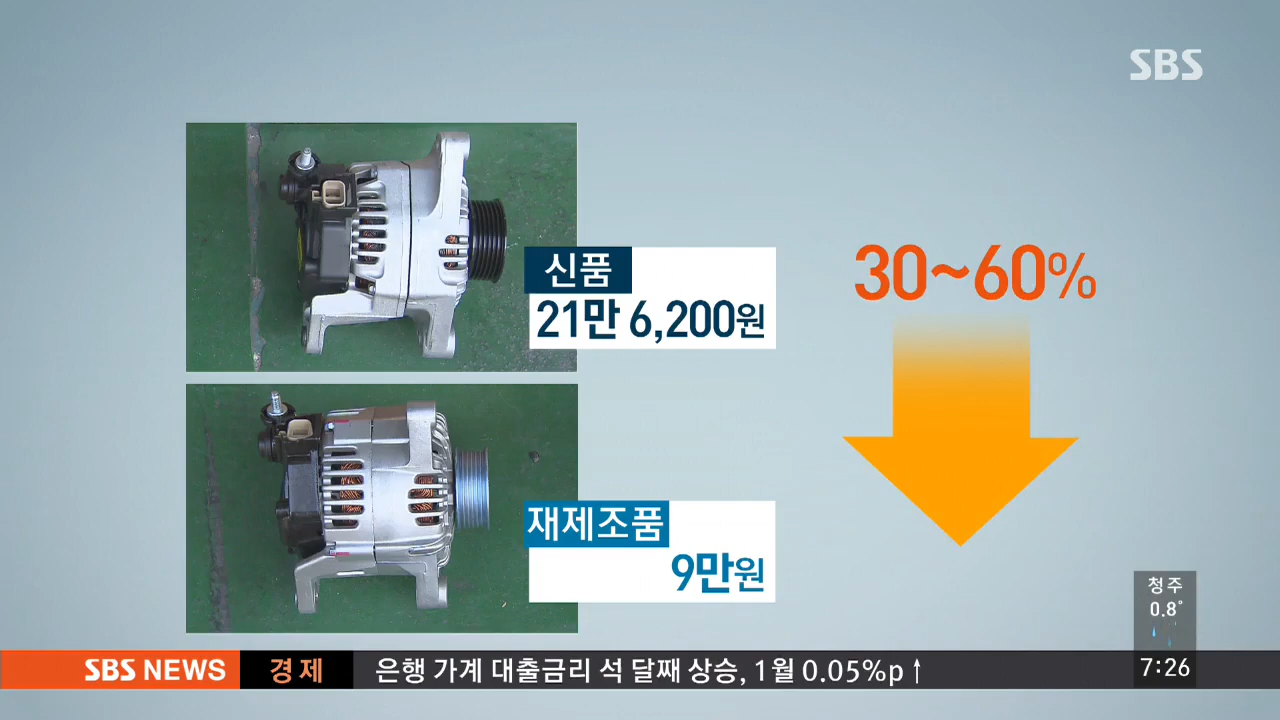 SBS
신품
21만 6,200원
30~60%
재제조품
9만원
청주
0.8°
SBS NEWS
경제
은행 가계 대출금리 석 달째 상승, 1월 0.05%p↑
7:26